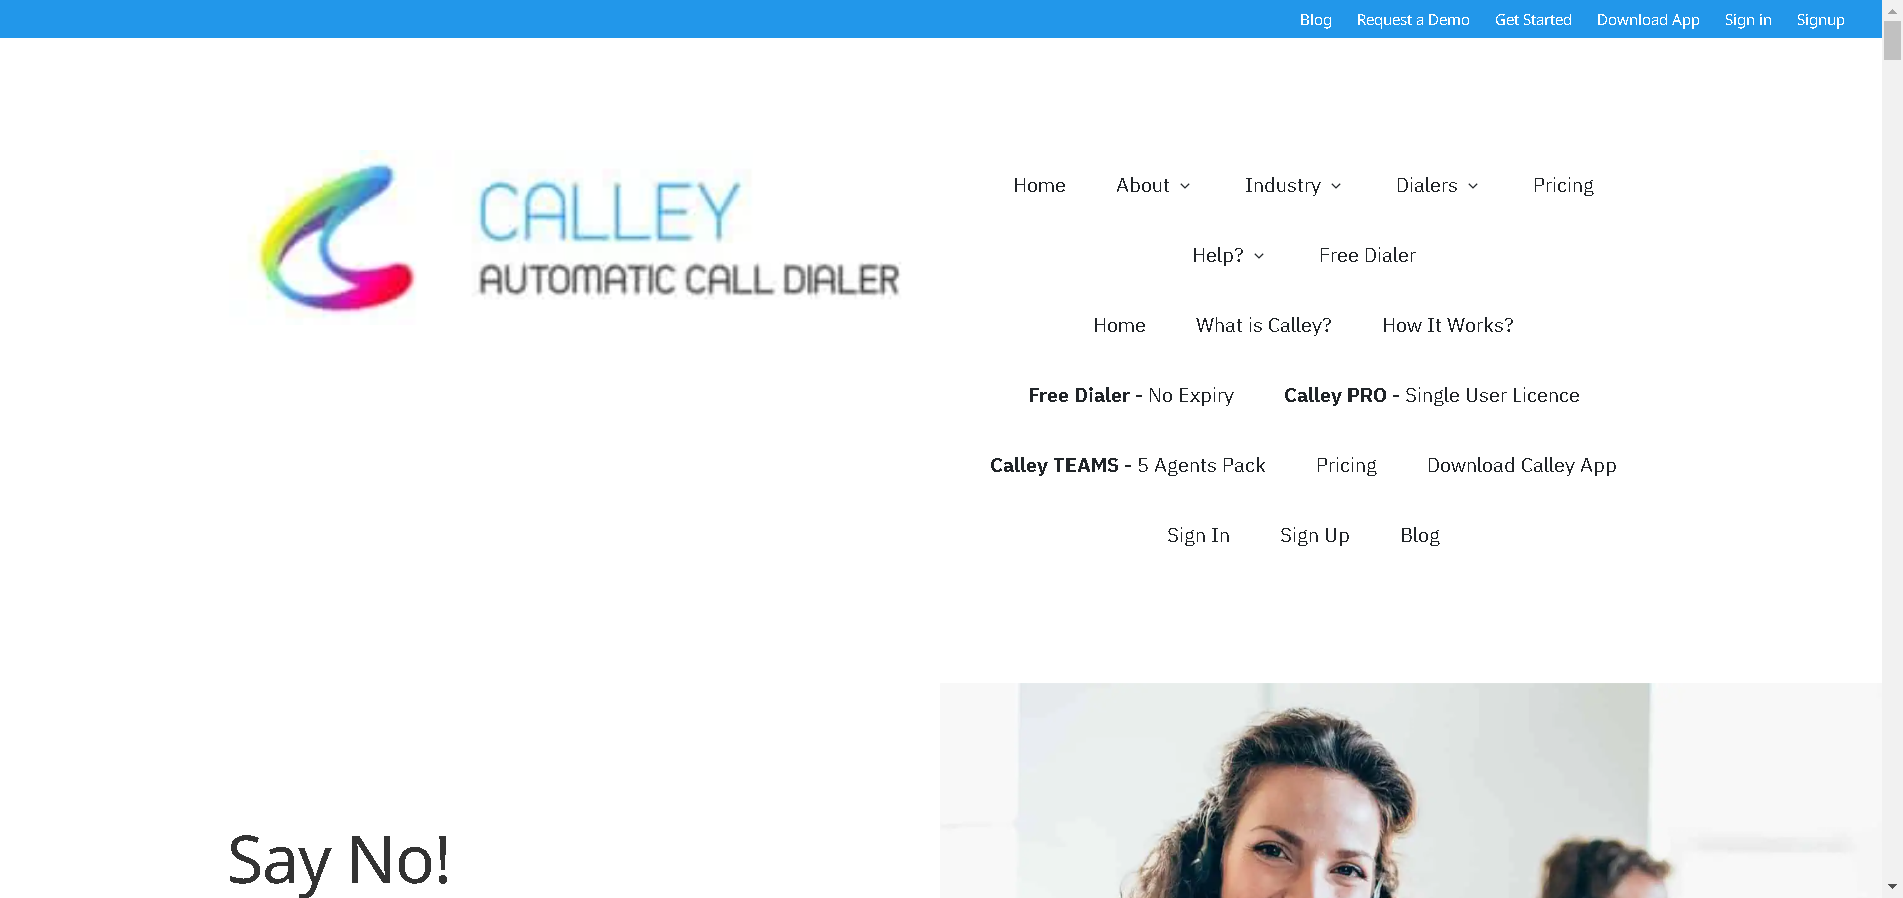 Blog Request a Demo Get Started Download App Sign in Signup
CALLEY
AUTOMATIC CALL DIALER
Home About Industry Dialers Pricing
Help? Free Dialer
Home What is Calley? How It Works?
Free Dialer - No Expiry Calley PRO - Single User Licence
Calley TEAMS - 5 Agents Pack Pricing Download Calley App
Sign In Sign Up Blog
Say No!